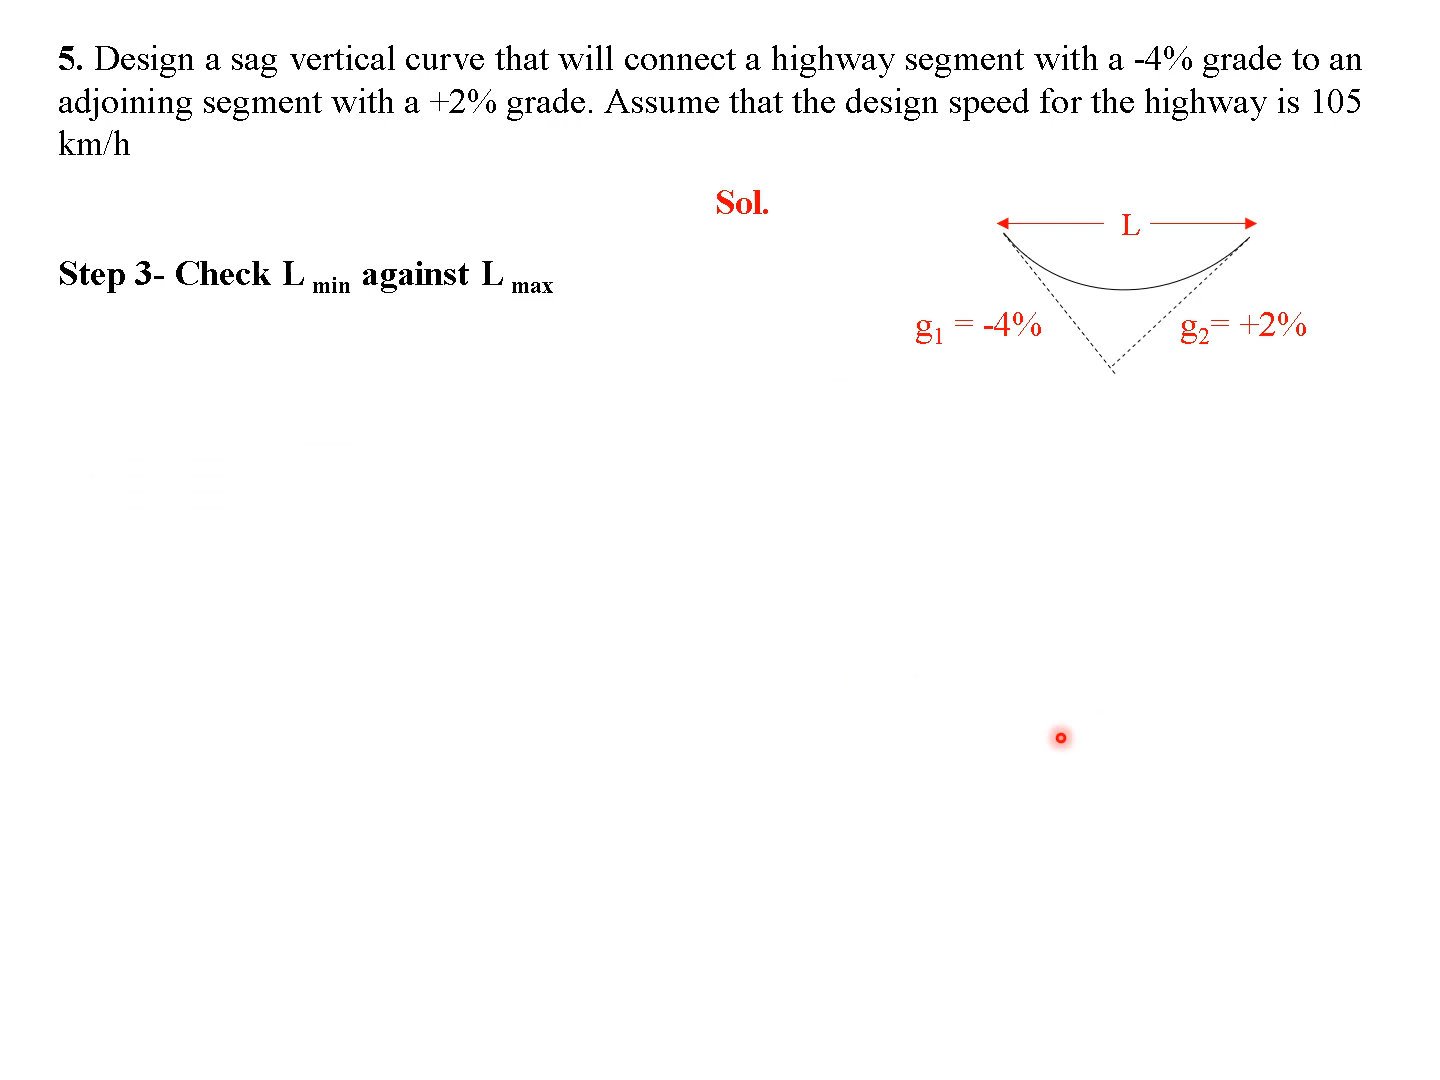 5. Design a sag vertical curve that will connect a highway segment with a -4% grade to an
adjoining segment with a +2% grade. Assume that the design speed for the highway is 105
km/h
Sol.
L
Step 3- Check L min against L max
g1 = -4%
g2= +2%